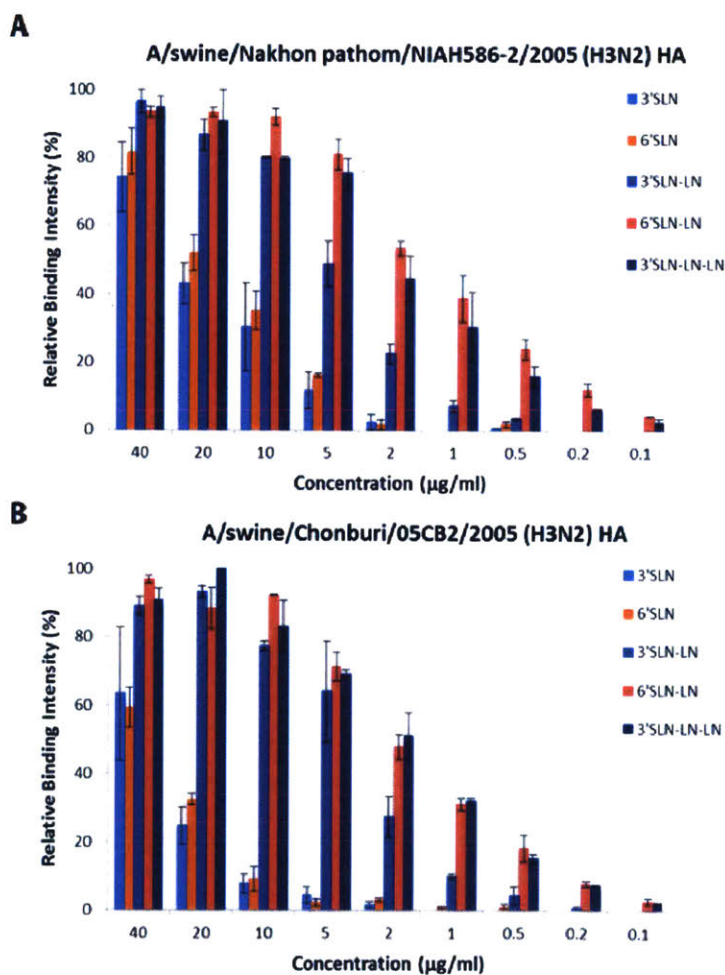 A
A/swine/Nakhon pathom/NIAH586-2/2005 (H3N2) HA
Relative Binding Intensity (%)
100
80
60
40
20
0
40 20 10 5 2 1 0.5 0.2 0.1
Concentration (µg/ml)
3'SLN
6'SLN
3'SLN-LN
6'SLN-LN
3'SLN-LN-LN
B
A/swine/Chonburi/05CB2/2005 (H3N2) HA
Relative Binding Intensity (%)
100
80
60
40
20
0
40 20 10 5 2 1 0.5 0.2 0.1
Concentration (µg/ml)
3'SLN
6'SLN
3'SLN-LN
6'SLN-LN
3'SLN-LN-LN